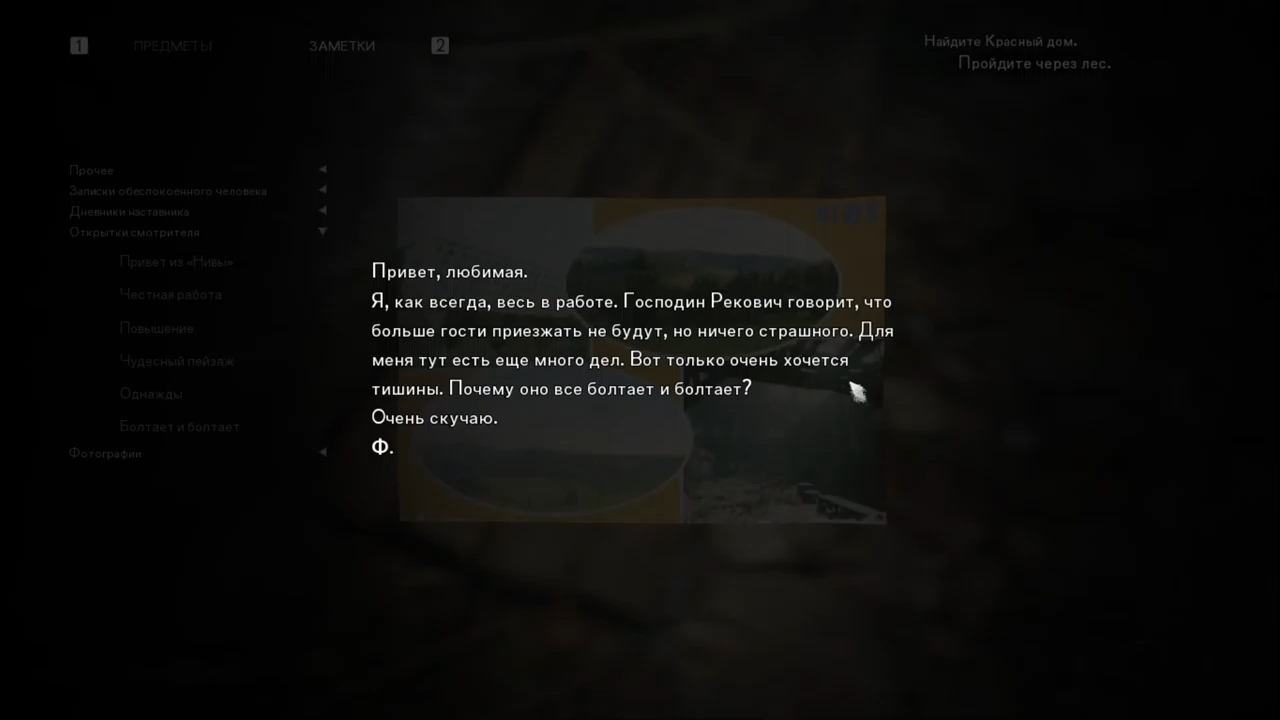 1 ПРЕДМЕТЫ ЗАМЕТКИ 2
Найдите Красный дом.
Пройдите через лес.
Прочее
Записки обеспокоенного человека
Дневники наставника
Открытки смотрителя
Привет из «Нивы»
Честная работа
Повышение
Чудесный пейзаж
Однажды
Болтает и болтает
Фотографии
Привет, любимая.
Я, как всегда, весь в работе. Господин Рекович говорит, что
больше гости приезжать не будут, но ничего страшного. Для
меня тут есть еще много дел. Вот только очень хочется
тишины. Почему оно все болтает и болтает?
Очень скучаю.
Ф.